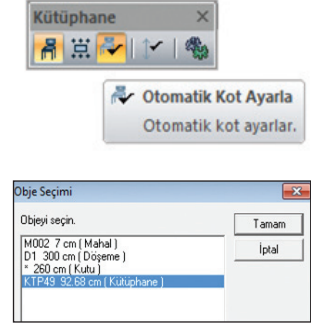 Kütüphane
Otomatik Kot Ayarla
Otomatik kot ayarlar.
Obje Seçimi
Objeyi seçin.
Tamam
İptal
M002 7 cm ( Mahal )
D1 300 cm ( Döşeme )
* 260 cm ( Kutu )
KTP49 92.68 cm ( Kütüphane )